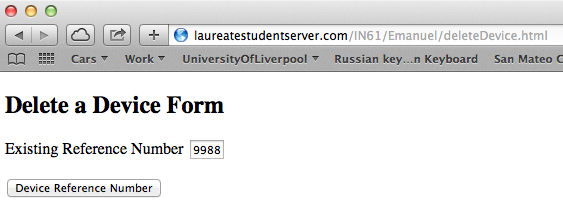 laureatestudentserver.com/IN61/Emanuel/deleteDevice.html
Cars Work UniversityOfLiverpool Russian key...n Keyboard San Mateo C
Delete a Device Form
Existing Reference Number 9988
Device Reference Number